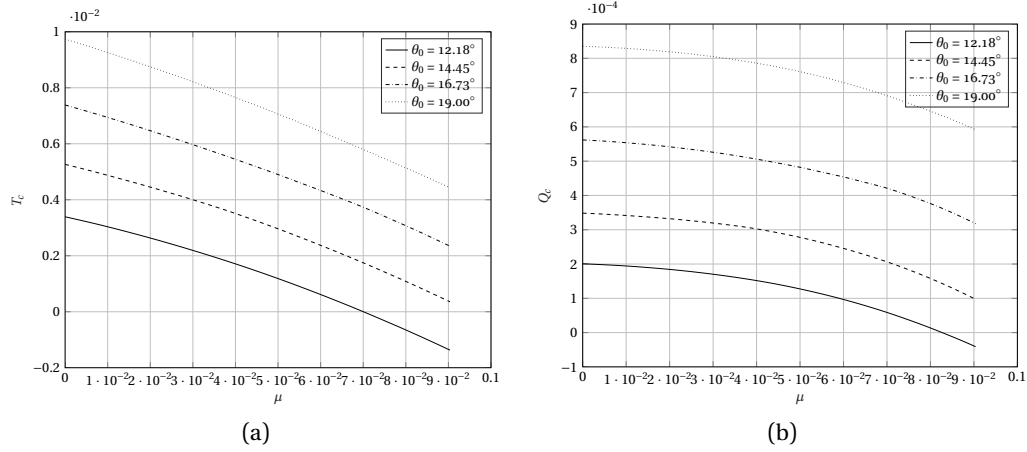 ·10⁻²
1
0.8
0.6
0.4
0.2
0
−0.2
T_c
θ₀ = 12.18°
θ₀ = 14.45°
θ₀ = 16.73°
θ₀ = 19.00°
0 1 · 10⁻² 2 · 10⁻² 3 · 10⁻² 4 · 10⁻² 5 · 10⁻² 6 · 10⁻² 7 · 10⁻² 8 · 10⁻² 9 · 10⁻² 0.1
μ
(a)
·10⁻⁴
9
8
7
6
5
4
3
2
1
0
−1
Q_c
θ₀ = 12.18°
θ₀ = 14.45°
θ₀ = 16.73°
θ₀ = 19.00°
0 1 · 10⁻² 2 · 10⁻² 3 · 10⁻² 4 · 10⁻² 5 · 10⁻² 6 · 10⁻² 7 · 10⁻² 8 · 10⁻² 9 · 10⁻² 0.1
μ
(b)